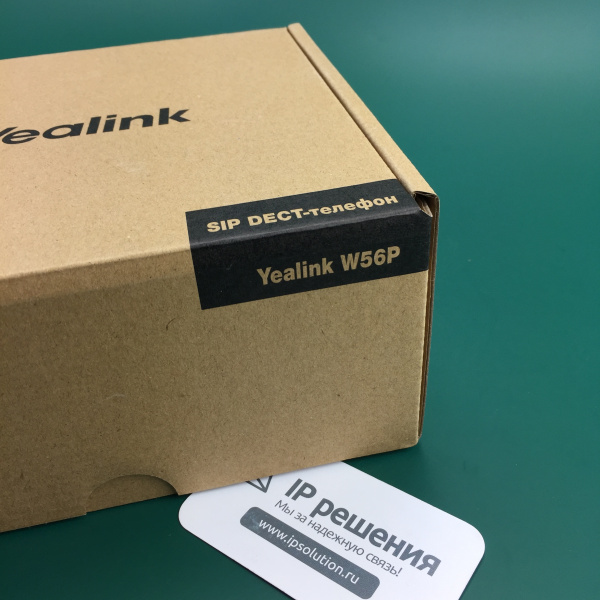 Yealink
SIP DECT-телефон
Yealink W56P
IP решения
Мы за надежную связь!
www.ipsolution.ru